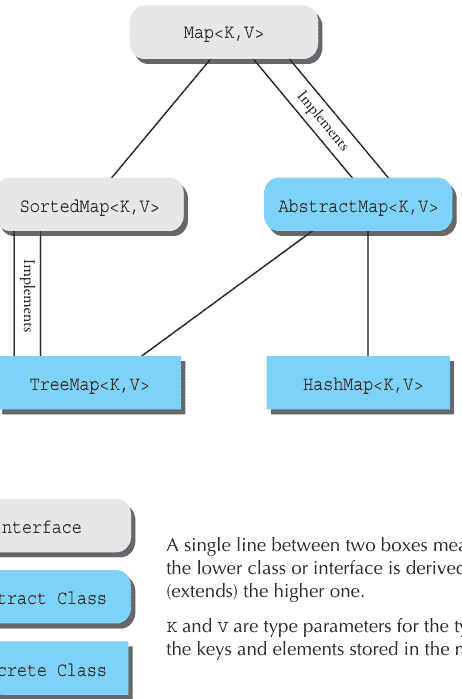 Map<K,V>
Implements
SortedMap<K,V>
AbstractMap<K,V>
Implements
TreeMap<K,V>
HashMap<K,V>
nterface
A single line between two boxes mea
the lower class or interface is derived
(extends) the higher one.
tract Class
K and V are type parameters for the ty
the keys and elements stored in the
crete Class